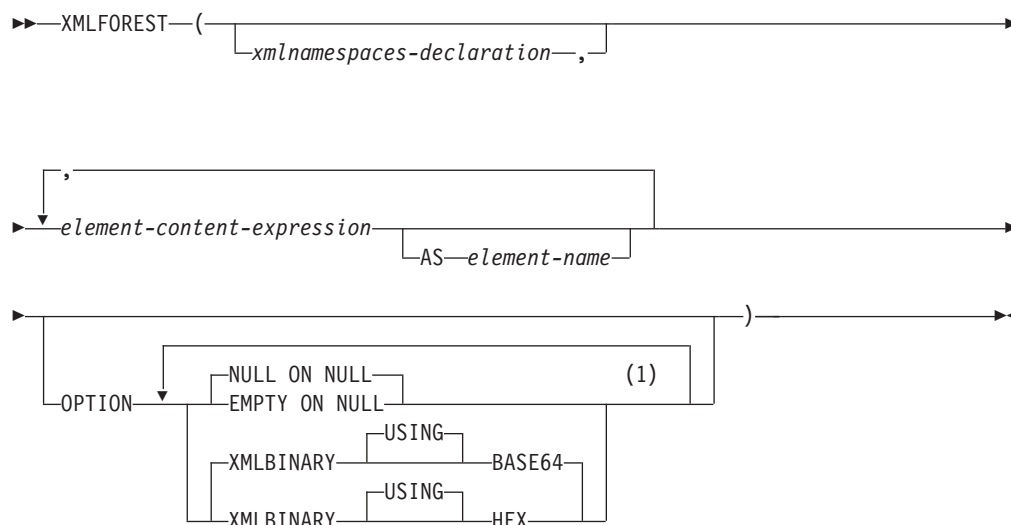 XMLFOREST (
xmlnamespaces-declaration ,
,
element-content-expression
AS element-name
)
NULL ON NULL (1)
OPTION EMPTY ON NULL
USING
XMLBINARY BASE64
USING
XMLBINARY HEX